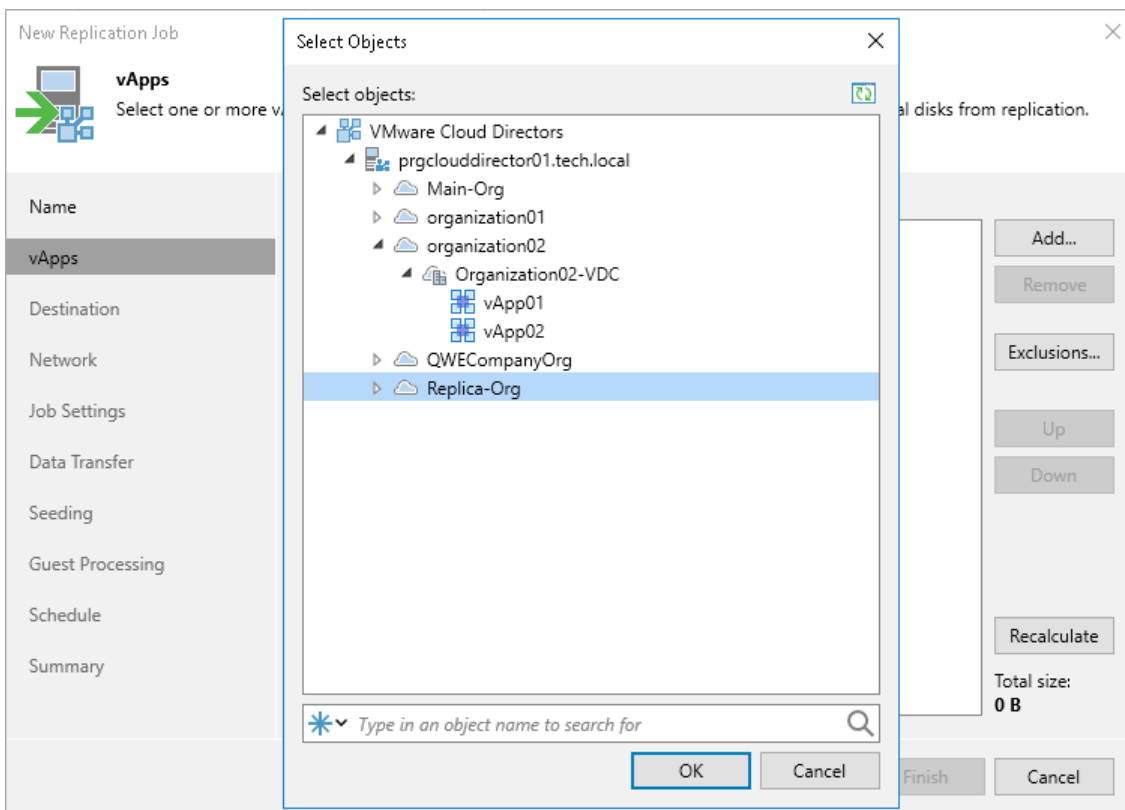 New Replication Job
vApps
Select one or more v
al disks from replication.
Name
vApps
Destination
Network
Job Settings
Data Transfer
Seeding
Guest Processing
Schedule
Summary
Select Objects
Select objects:
VMware Cloud Directors
prgclouddirector01.tech.local
Main-Org
organization01
organization02
Organization02-VDC
vApp01
vApp02
QWECompanyOrg
Replica-Org
Type in an object name to search for
OK
Cancel
Add...
Remove
Exclusions...
Up
Down
Recalculate
Total size:
0 B
Finish
Cancel